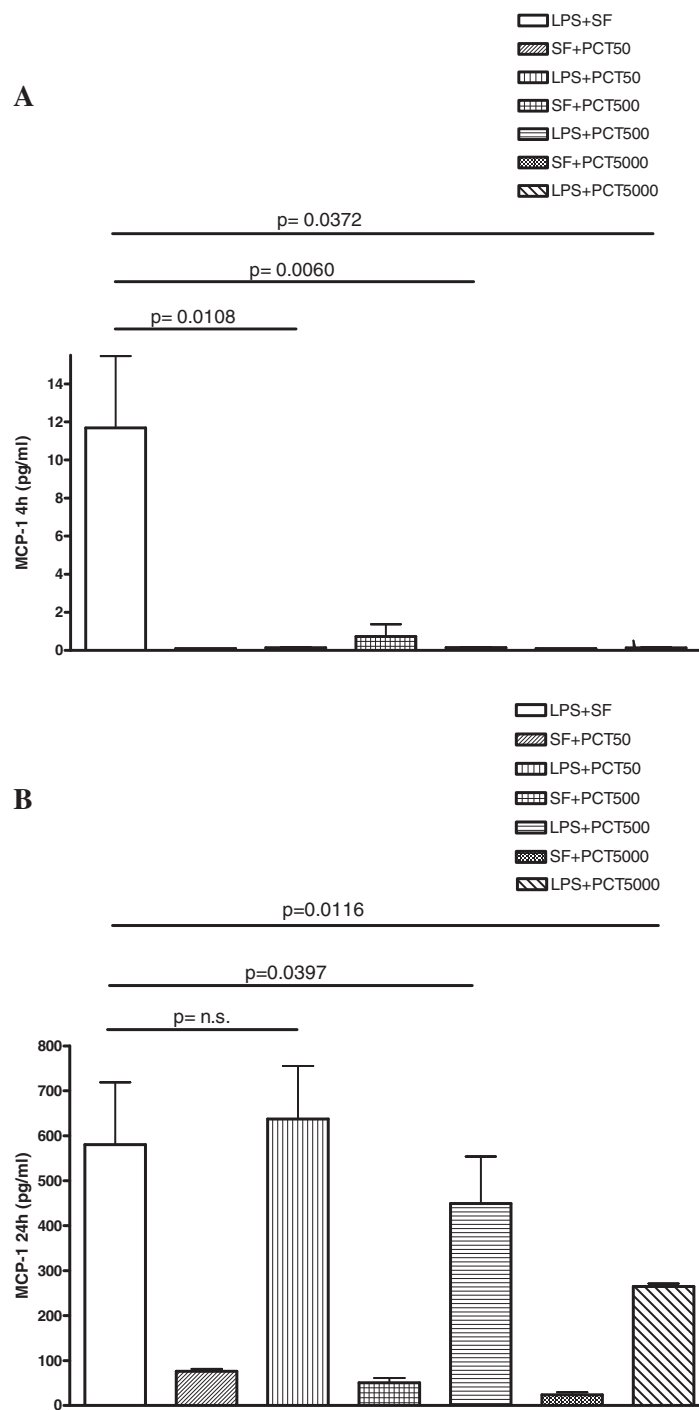 LPS+SF
SF+PCT50
LPS+PCT50
SF+PCT500
LPS+PCT500
SF+PCT5000
LPS+PCT5000
A
p= 0.0372
p= 0.0060
p= 0.0108
MCP-1 4h (pg/ml)
14
12
10
8
6
4
2
0
LPS+SF
SF+PCT50
LPS+PCT50
SF+PCT500
LPS+PCT500
SF+PCT5000
LPS+PCT5000
B
p=0.0116
p=0.0397
p= n.s.
MCP-1 24h (pg/ml)
800
700
600
500
400
300
200
100
0